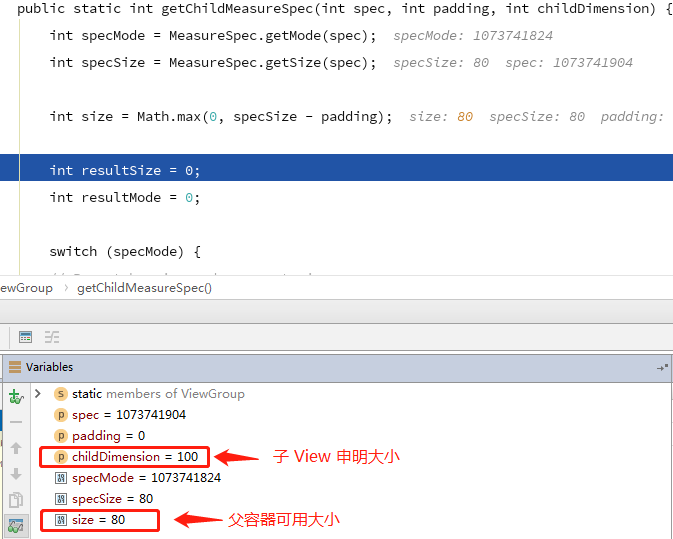 public static int getChildMeasureSpec(int spec, int padding, int childDimension) {
int specMode = MeasureSpec.getMode(spec); specMode: 1073741824
int specSize = MeasureSpec.getSize(spec); specSize: 80 spec: 1073741904
int size = Math.max(0, specSize - padding); size: 80 specSize: 80 padding:
int resultSize = 0;
int resultMode = 0;
switch (specMode) {
ewGroup > getChildMeasureSpec()
Variables
s static members of ViewGroup
p spec = 1073741904
p padding = 0
p childDimension = 100 子 View 申明大小
specMode = 1073741824
specSize = 80
size = 80 父容器可用大小